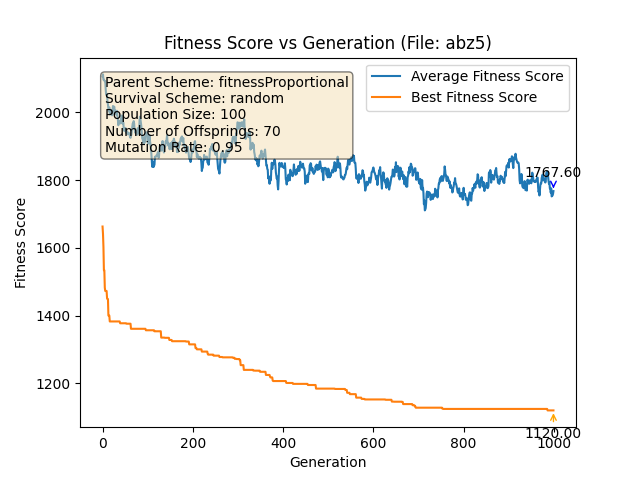 Fitness Score vs Generation (File: abz5)
Parent Scheme: fitnessProportional
Survival Scheme: random
Population Size: 100
Number of Offsprings: 70
Mutation Rate: 0.95
Average Fitness Score
Best Fitness Score
1767.60
1120.00
2000
1800
1600
1400
1200
Fitness Score
0 200 400 600 800 1000
Generation